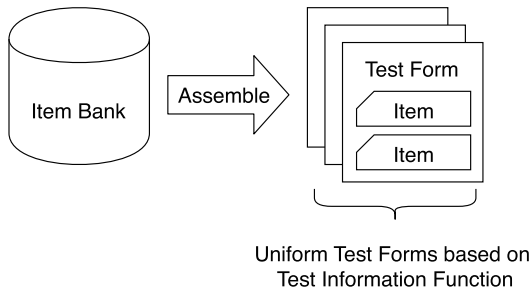 Item Bank
Assemble
Test Form
Item
Item
Uniform Test Forms based on
Test Information Function